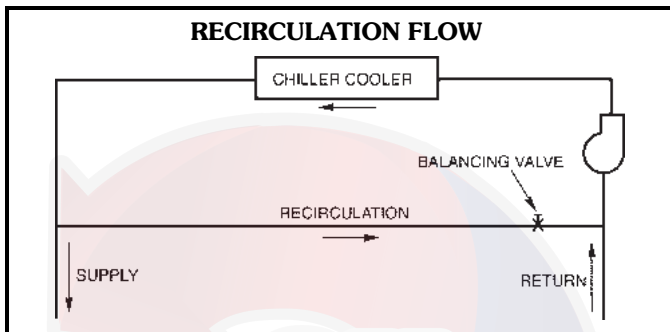 RECIRCULATION FLOW
CHILLER COOLER
BALANCING VALVE
RECIRCULATION
SUPPLY
RETURN